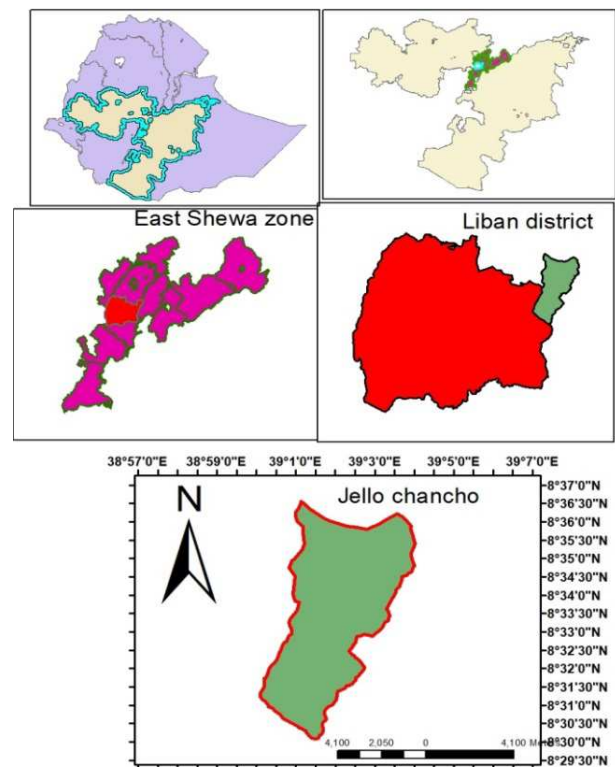 East Shewa zone
Liban district
38°57'0"E 38°59'0"E 39°1'0"E 39°3'0"E 39°5'0"E 39°7'0"E
Jello chancho
N
8°37'0"N
8°36'30"N
8°36'0"N
8°35'30"N
8°35'0"N
8°34'30"N
8°34'0"N
8°33'30"N
8°33'0"N
8°32'30"N
8°32'0"N
8°31'30"N
8°31'0"N
8°30'30"N
8°30'0"N
8°29'30"N
4,100 2,050 0 4,100